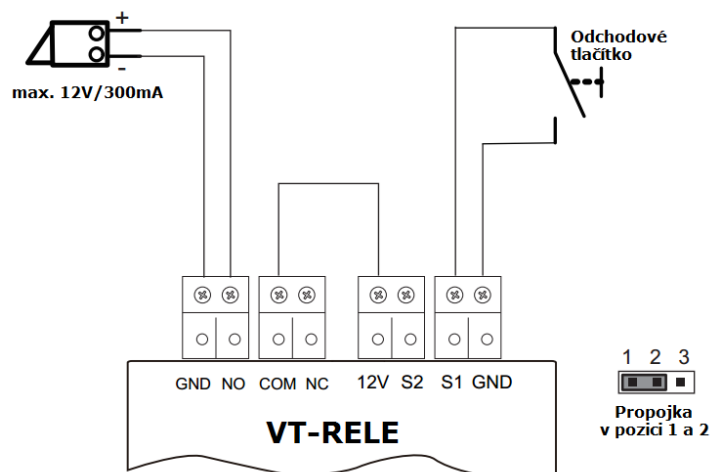 +
-
max. 12V/300mA
Odchodové
tlačítko
GND NO COM NC 12V S2 S1 GND
VT-RELE
1 2 3
Propojka
v pozici 1 a 2